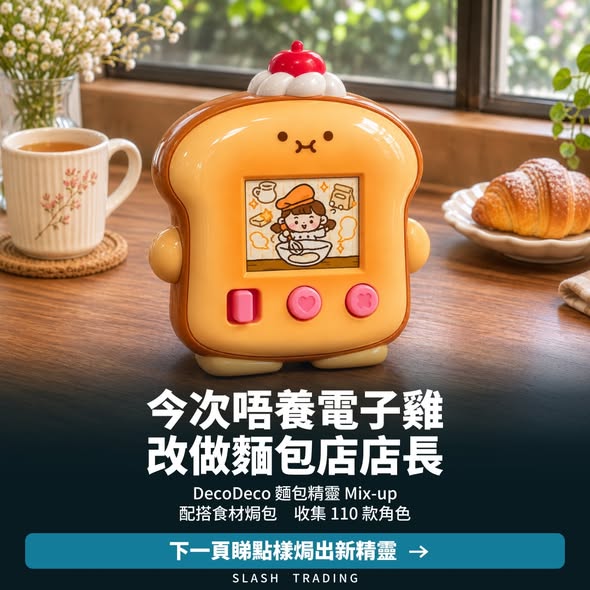 今次唔養電子雞
改做麵包店店長
DecoDeco 麵包精靈 Mix-up
配搭食材焗包　收集 110 款角色
下一頁睇點樣焗出新精靈 →
SLASH TRADING